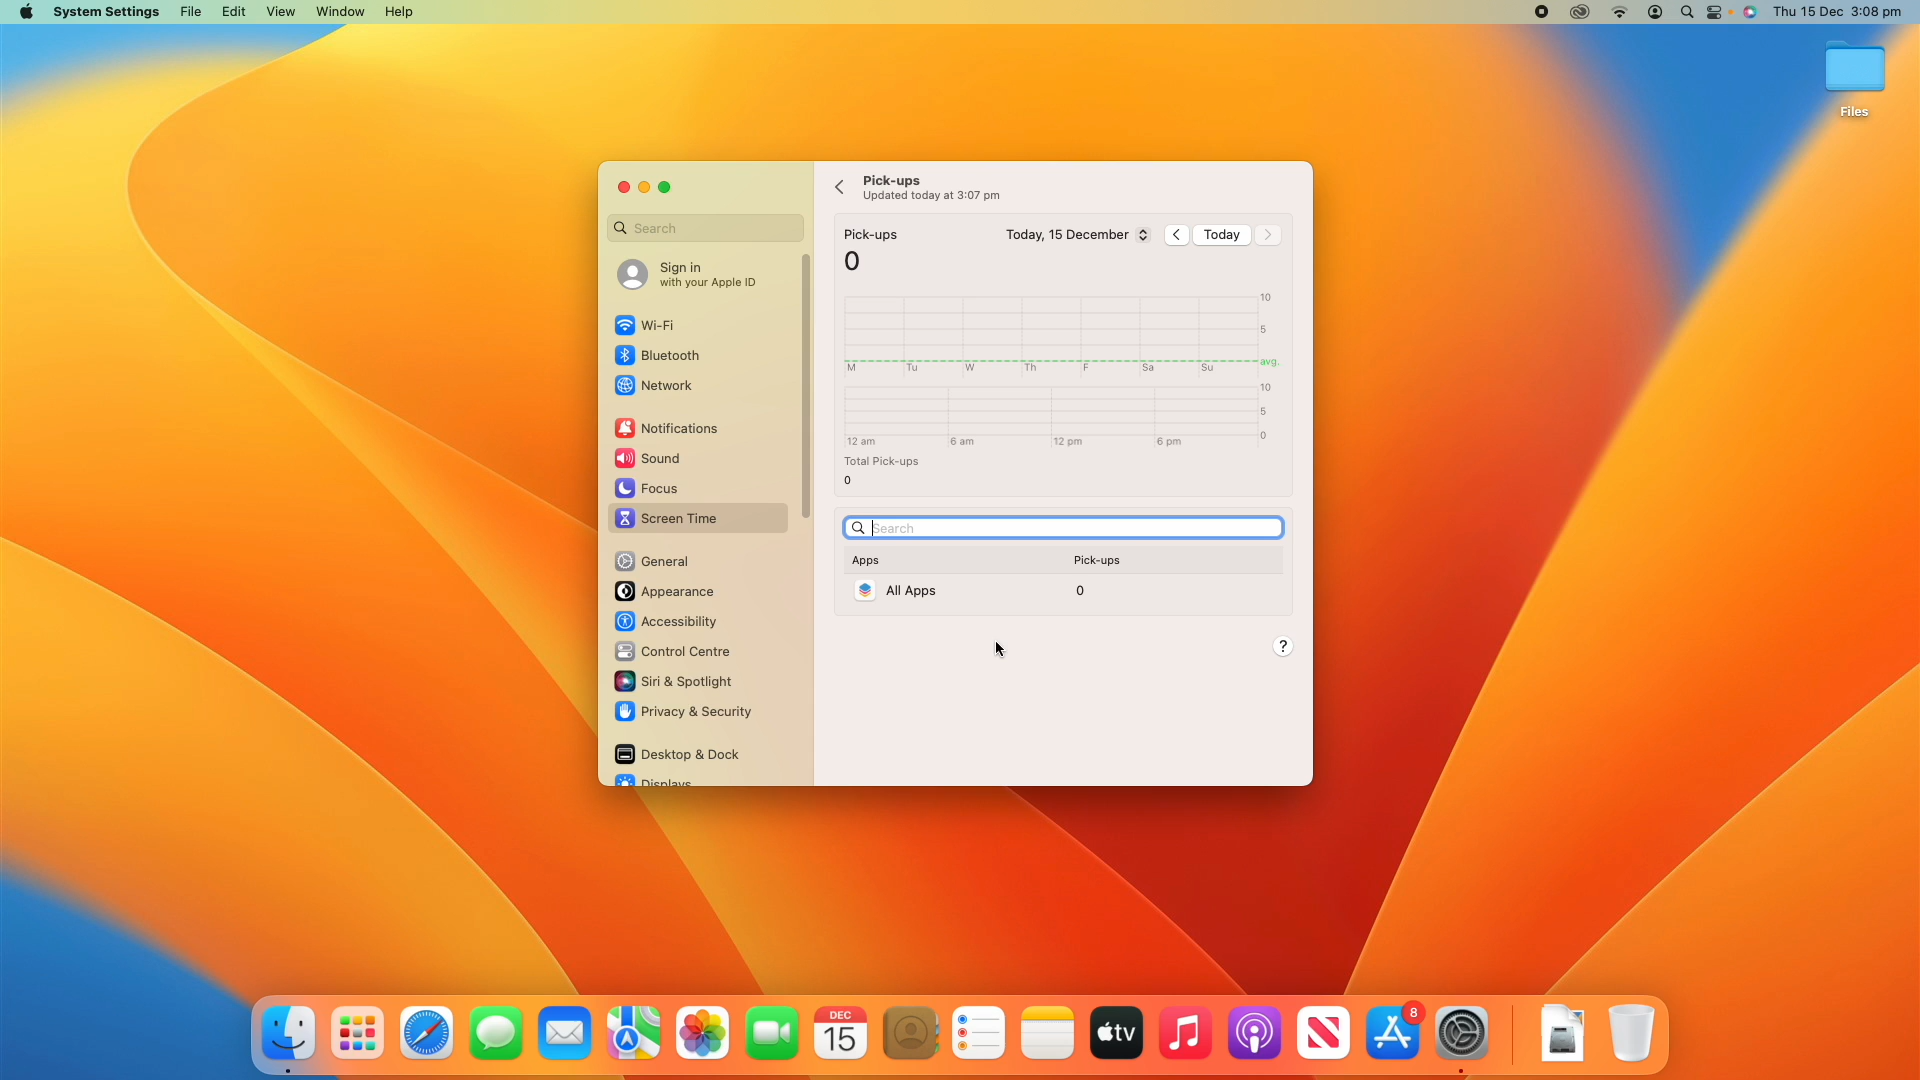 System Settings File Edit View Window Help
Thu 15 Dec 3:08 pm
Files
Search
Sign in
with your Apple ID
Wi-Fi
Bluetooth
Network
Notifications
Sound
Focus
Screen Time
General
Appearance
Accessibility
Control Centre
Siri & Spotlight
Privacy & Security
Desktop & Dock
Displays
Pick-ups
Updated today at 3:07 pm
Pick-ups Today, 15 December Today
0
10
5
avg.
M Tu W Th F Sa Su
10
5
0
12 am 6 am 12 pm 6 pm
Total Pick-ups
0
Search
Apps Pick-ups
All Apps 0
?
DEC
15
tv
8